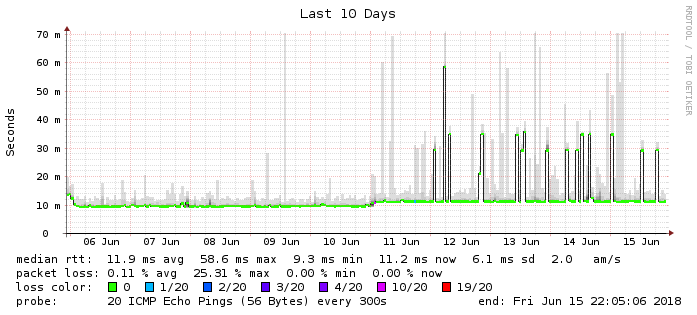 Last 10 Days
70 m
60 m
50 m
40 m
30 m
20 m
10 m
0
Seconds
06 Jun 07 Jun 08 Jun 09 Jun 10 Jun 11 Jun 12 Jun 13 Jun 14 Jun 15 Jun
median rtt: 11.9 ms avg 58.6 ms max 9.3 ms min 11.2 ms now 6.1 ms sd 2.0 am/s
packet loss: 0.11 % avg 25.31 % max 0.00 % min 0.00 % now
loss color: 0 1/20 2/20 3/20 4/20 10/20 19/20
probe: 20 ICMP Echo Pings (56 Bytes) every 300s end: Fri Jun 15 22:05:06 2018
RRDTOOL / TOBI OETIKER